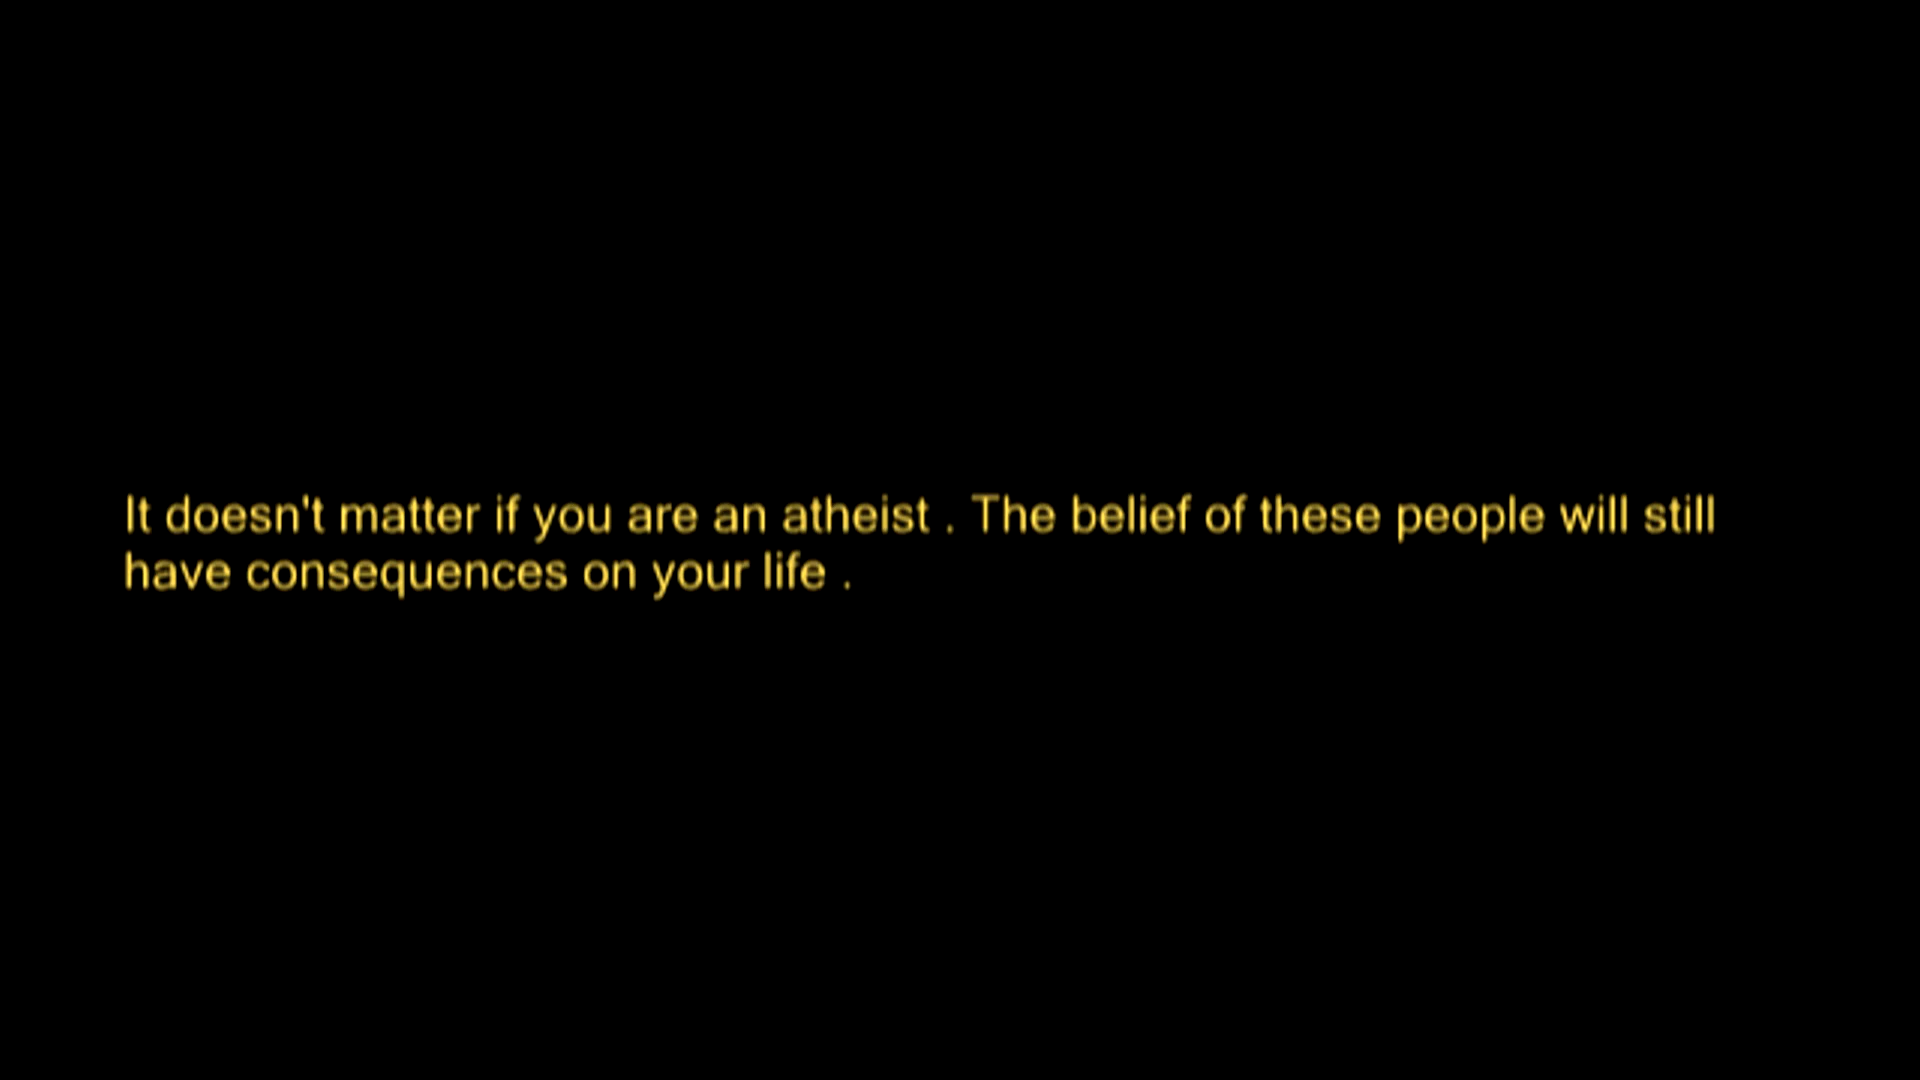 It doesn't matter if you are an atheist . The belief of these people will still
have consequences on your life .